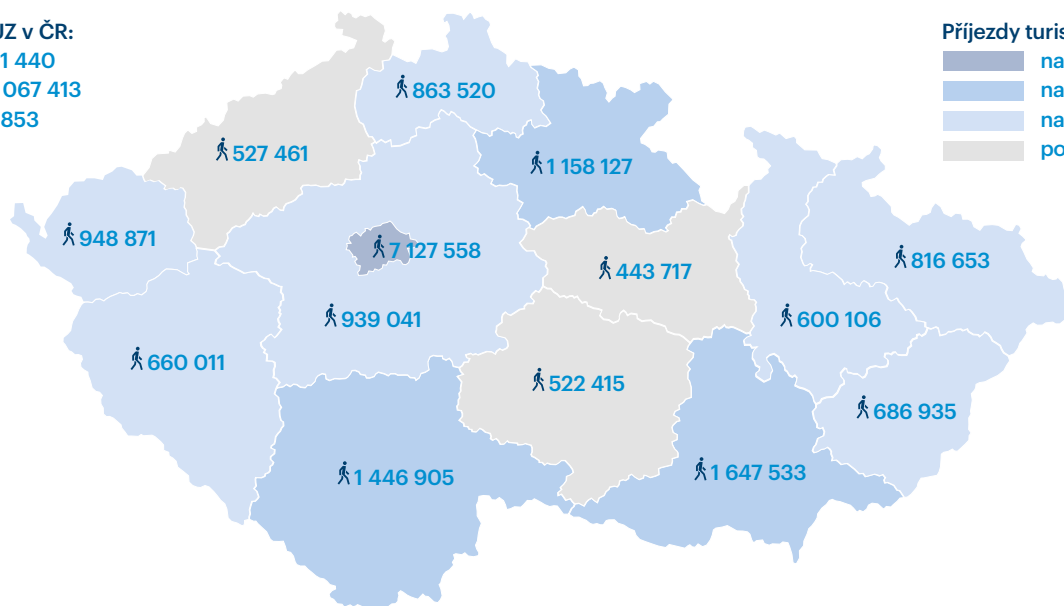 UZ v ČR:
1 440
067 413
853
Příjezdy turis
na
na
na
po
863 520
527 461
1 158 127
948 871
7 127 558
443 717
816 653
939 041
600 106
660 011
522 415
686 935
1 446 905
1 647 533